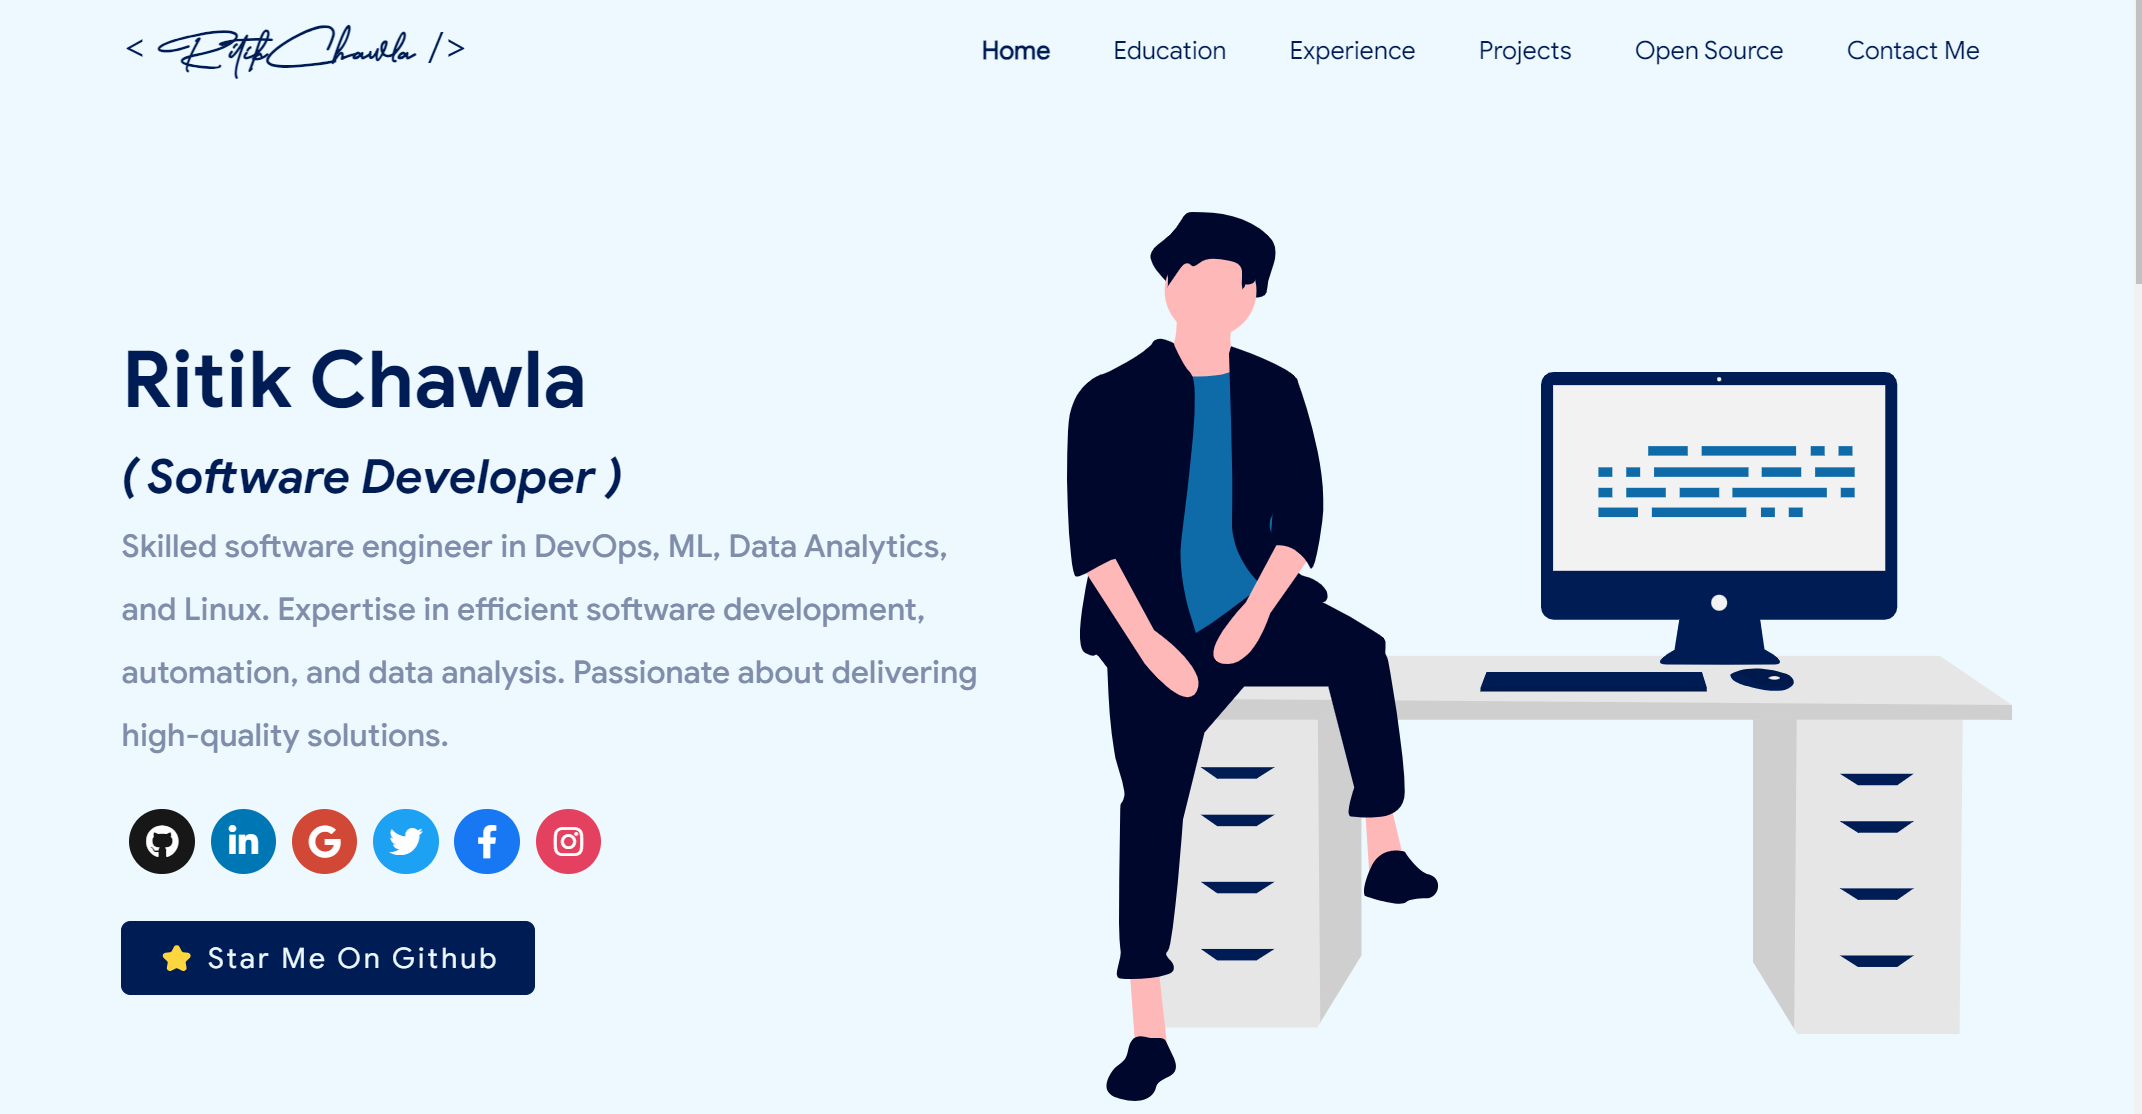 < Ritik Chawla />
Home Education Experience Projects Open Source Contact Me
Ritik Chawla
( Software Developer )
Skilled software engineer in DevOps, ML, Data Analytics,
and Linux. Expertise in efficient software development,
automation, and data analysis. Passionate about delivering
high-quality solutions.
Star Me On Github